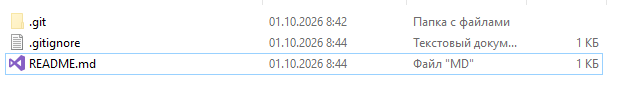 .git 01.10.2026 8:42 Папка с файлами
.gitignore 01.10.2026 8:44 Текстовый докум... 1 КБ
README.md 01.10.2026 8:44 Файл "MD" 1 КБ